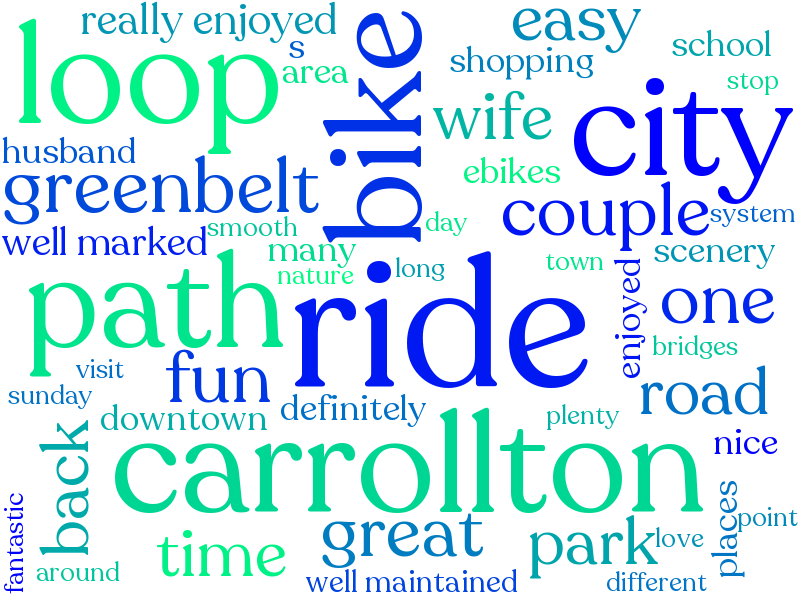 really enjoyed
s
easy
school
loop
area
bike
shopping
stop
wife
city
husband
ebikes
greenbelt
couple
system
smooth
day
well marked
many
scenery
nature
long
town
enjoyed
one
path
ride
bridges
visit
fun
sunday
definitely
road
downtown
plenty
back
carrollton
nice
fantastic
great
places
point
time
park
love
around
well maintained
different